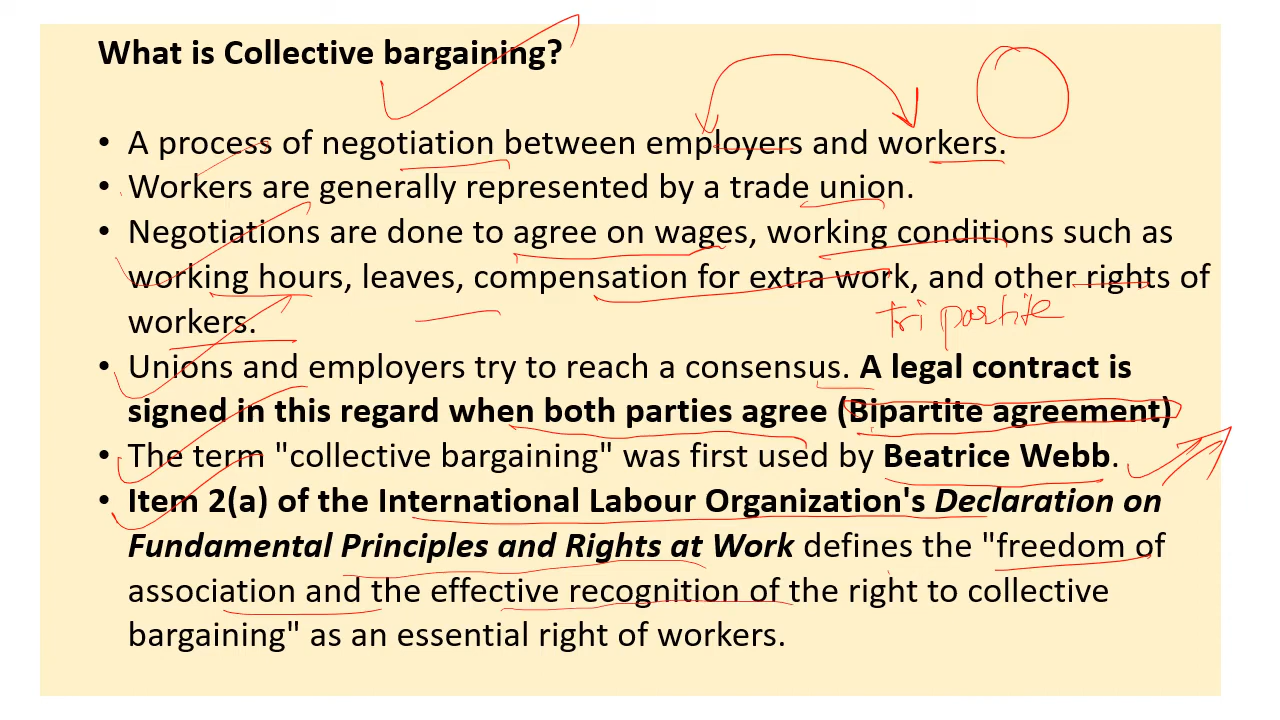 What is Collective bargaining?
• A process of negotiation between employers and workers.
• Workers are generally represented by a trade union.
• Negotiations are done to agree on wages, working conditions such as
working hours, leaves, compensation for extra work, and other rights of
workers.
tripartite
• Unions and employers try to reach a consensus. A legal contract is
signed in this regard when both parties agree (Bipartite agreement)
• The term "collective bargaining" was first used by Beatrice Webb.
• Item 2(a) of the International Labour Organization's Declaration on
Fundamental Principles and Rights at Work defines the "freedom of
association and the effective recognition of the right to collective
bargaining" as an essential right of workers.